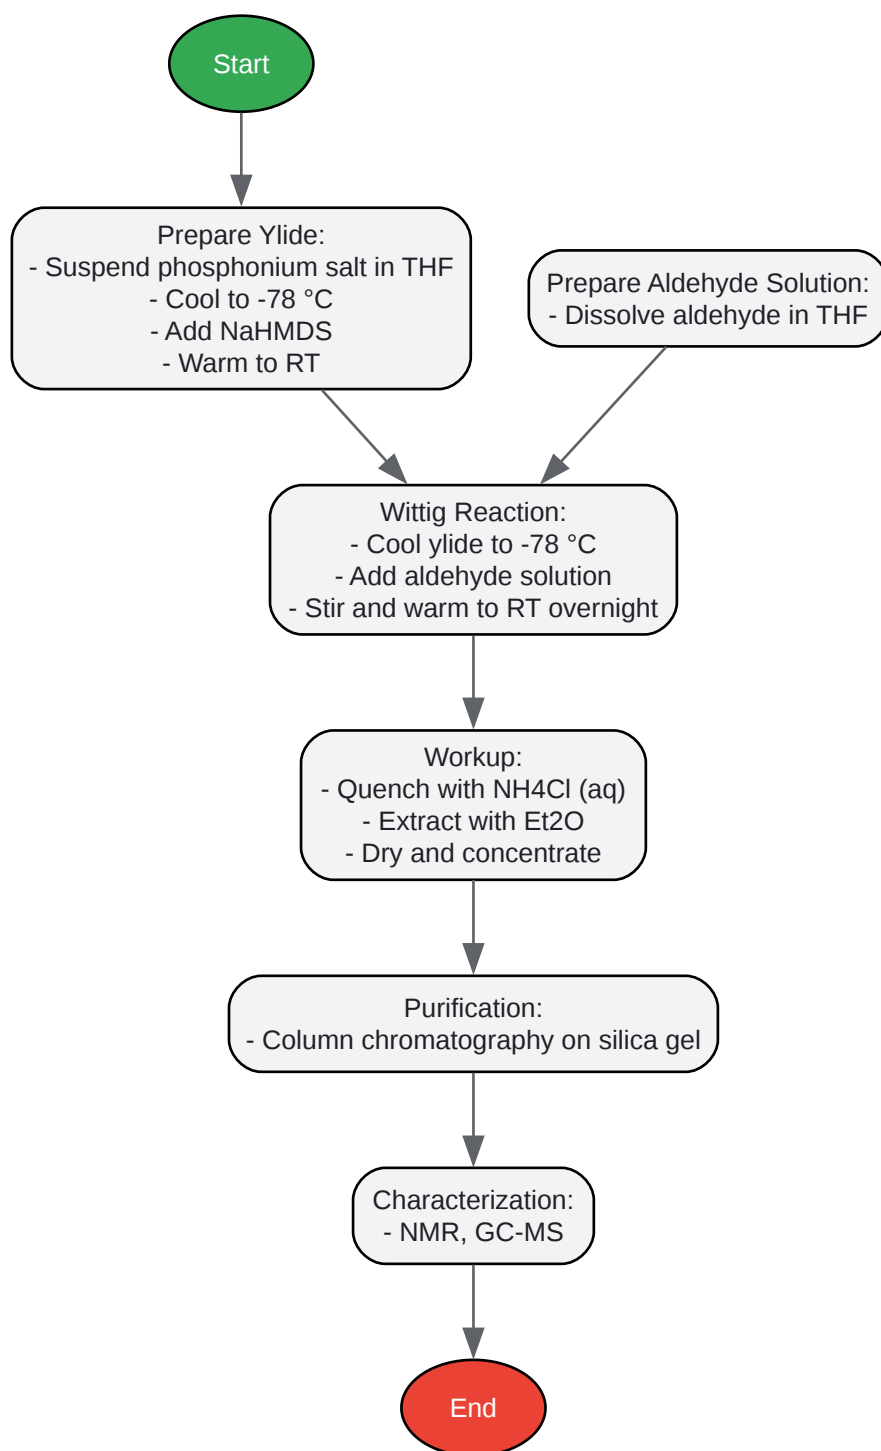 Start
Prepare Ylide:
- Suspend phosphonium salt in THF
- Cool to -78 °C
- Add NaHMDS
- Warm to RT
Prepare Aldehyde Solution:
- Dissolve aldehyde in THF
Wittig Reaction:
- Cool ylide to -78 °C
- Add aldehyde solution
- Stir and warm to RT overnight
Workup:
- Quench with NH4Cl (aq)
- Extract with Et2O
- Dry and concentrate
Purification:
- Column chromatography on silica gel
Characterization:
- NMR, GC-MS
End